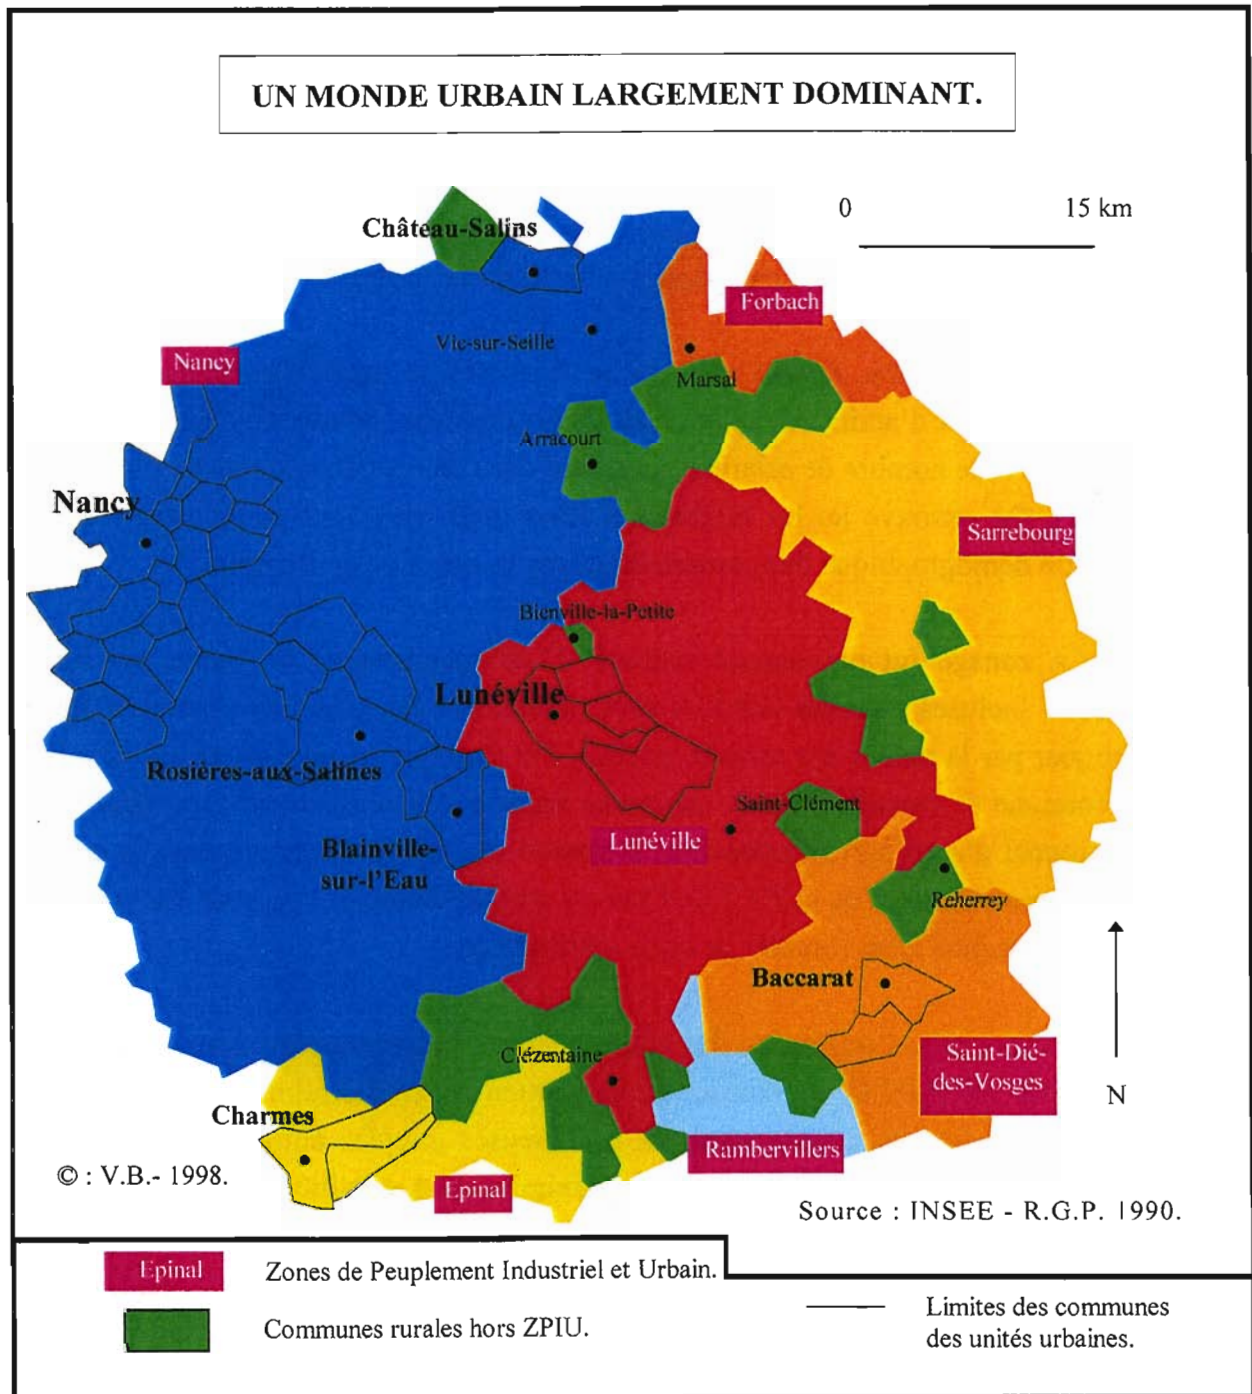 UN MONDE URBAIN LARGEMENT DOMINANT.
0 15 km
Château-Salins
Forbach
Vic-sur-Seille
Nancy
Marsal
Arracourt
Nancy
Sarrebourg
Bienville-la-Petite
Lunéville
Rosières-aux-Salines
Saint-Clément
Lunéville
Blainville-
sur-l'Eau
Reherrey
Baccarat
Clézentaine
Saint-Dié-
des-Vosges
N
Charmes
Rambervillers
© : V.B.- 1998.
Epinal
Source : INSEE - R.G.P. 1990.
Epinal Zones de Peuplement Industriel et Urbain.
Communes rurales hors ZPIU.
Limites des communes
des unités urbaines.